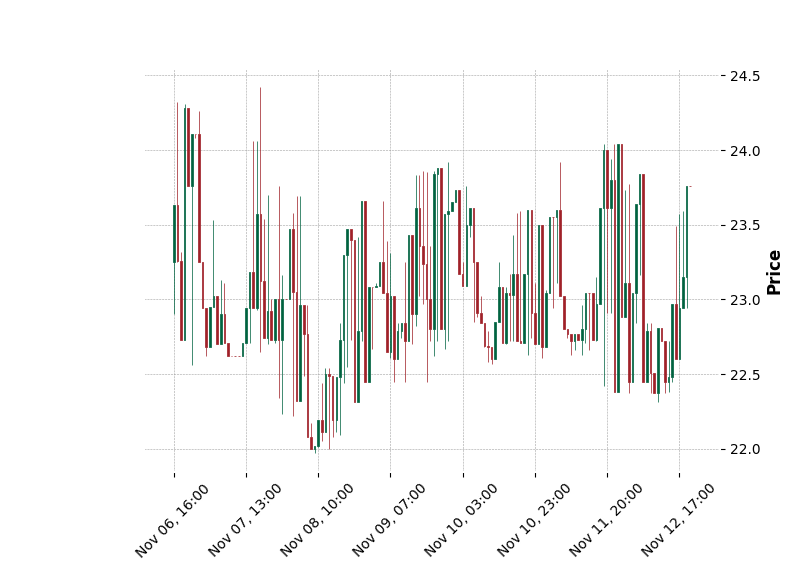 24.5
24.0
23.5
23.0
22.5
22.0
Price
Nov 06, 16:00
Nov 07, 13:00
Nov 08, 10:00
Nov 09, 07:00
Nov 10, 03:00
Nov 10, 23:00
Nov 11, 20:00
Nov 12, 17:00